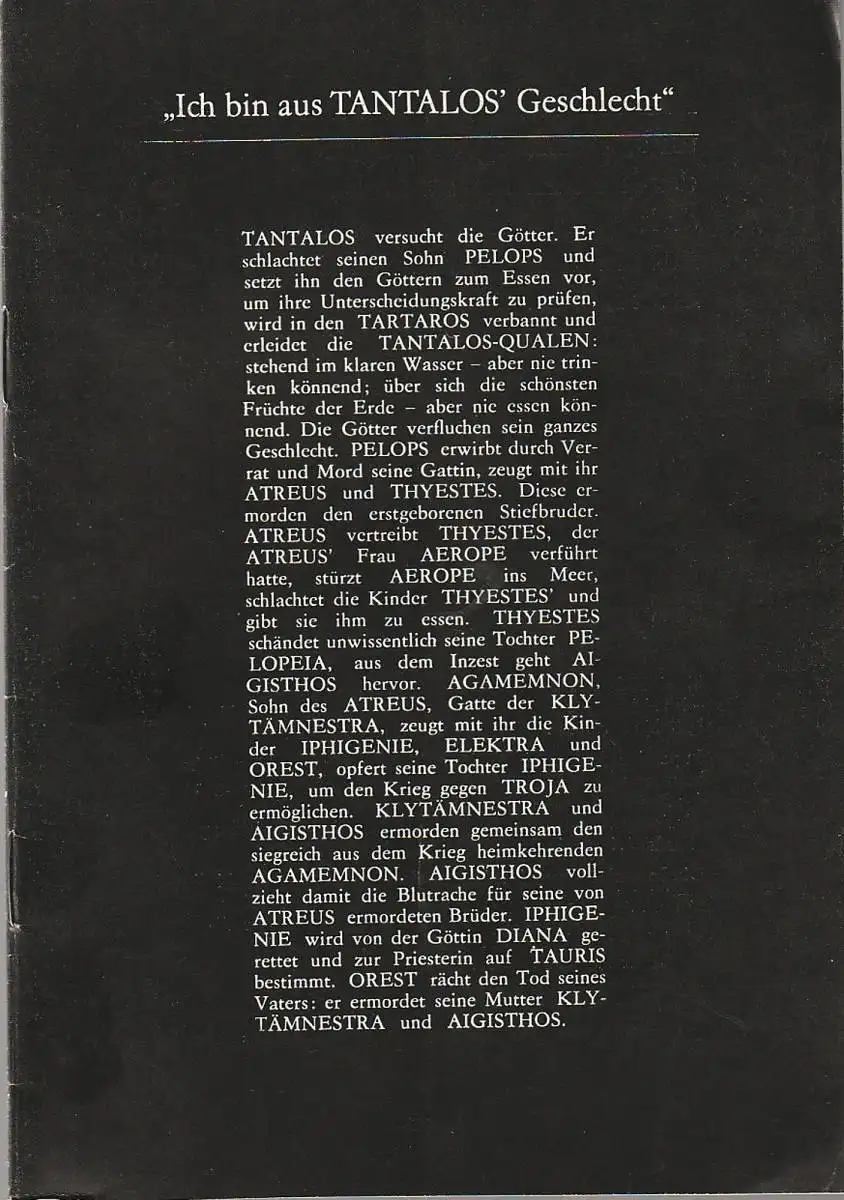 „Ich bin aus TANTALOS’ Geschlecht“
TANTALOS versucht die Götter. Er
schlachtet seinen Sohn PELOPS und
setzt ihn den Göttern zum Essen vor,
um ihre Unterscheidungskraft zu prüfen,
wird in den TARTAROS verbannt und
erleidet die TANTALOS-QUALEN:
stehend im klaren Wasser – aber nie trin-
ken könnend; über sich die schönsten
Früchte der Erde – aber nie essen kön-
nend. Die Götter verfluchen sein ganzes
Geschlecht. PELOPS erwirbt durch Ver-
rat und Mord seine Gattin, zeugt mit ihr
ATREUS und THYESTES. Diese er-
morden den erstgeborenen Stiefbruder.
ATREUS vertreibt THYESTES, der
ATREUS’ Frau AEROPE verführt
hatte, stürzt AEROPE ins Meer,
schlachtet die Kinder THYESTES’ und
gibt sie ihm zu essen. THYESTES
schändet unwissentlich seine Tochter PE-
LOPEIA, aus dem Inzest geht AI-
GISTHOS hervor. AGAMEMNON,
Sohn des ATREUS, Gatte der KLY-
TÄMNESTRA, zeugt mit ihr die Kin-
der IPHIGENIE, ELEKTRA und
OREST, opfert seine Tochter IPHIGE-
NIE, um den Krieg gegen TROJA zu
ermöglichen. KLYTÄMNESTRA und
AIGISTHOS ermorden gemeinsam den
siegreich aus dem Krieg heimkehrenden
AGAMEMNON. AIGISTHOS voll-
zieht damit die Blutrache für seine von
ATREUS ermordeten Brüder. IPHIGE-
NIE wird von der Göttin DIANA ge-
rettet und zur Priesterin auf TAURIS
bestimmt. OREST rächt den Tod seines
Vaters: er ermordet seine Mutter KLY-
TÄMNESTRA und AIGISTHOS.